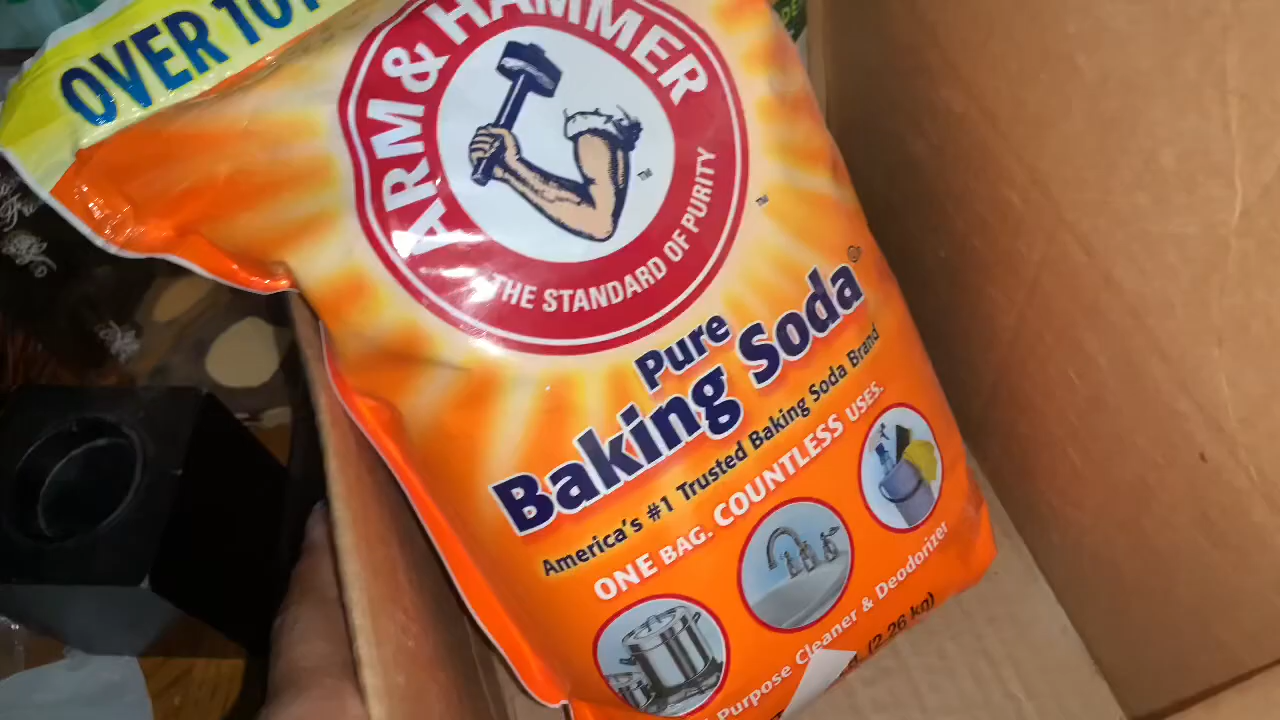 OVER 101
ARM & HAMMER
THE STANDARD OF PURITY
Pure
Baking Soda
America's #1 Trusted Baking Soda Brand
ONE BAG. COUNTLESS USES.
Purpose Cleaner & Deodorizer
(2.26 kg)